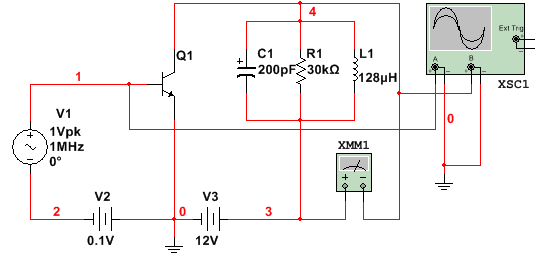 4
Ext Trg
Q1
C1
200pF
R1
30kΩ
L1
128µH
A
B
XSC1
1
V1
1Vpk
1MHz
0°
0
XMM1
2
V2
0.1V
0
V3
12V
3